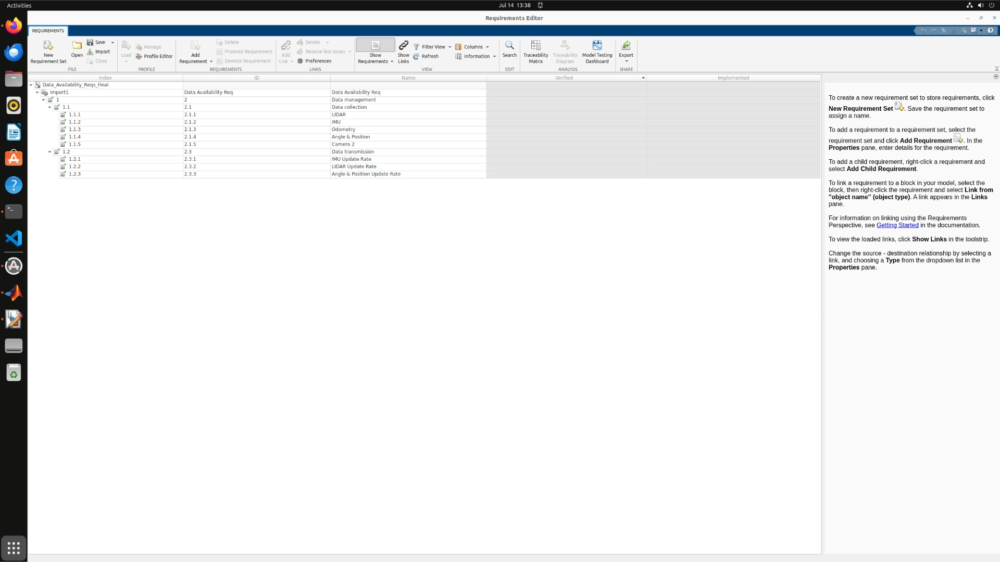 Activities
Jul 14 13:38
Requirements Editor
REQUIREMENTS
New
Requirement Set
Open
Save
Import
Close
FILE
Load
Manage
Profile Editor
PROFILE
Add
Requirement
Delete
Promote Requirement
Demote Requirement
REQUIREMENTS
Add
Link
Delete
Resolve link issues
Preferences
LINKS
Show
Requirements
Show
Links
Filter View
Refresh
Columns
Information
VIEW
Search
EDIT
Traceability
Matrix
Traceability
Diagram
Model Testing
Dashboard
ANALYSIS
Export
SHARE
Index ID Name Verified Implemented
Data_Availability_Reqs_Final
Import1 Data Availability Req Data Availability Req
1 2 Data management
1.1 2.1 Data collection
1.1.1 2.1.1 LIDAR
1.1.2 2.1.2 IMU
1.1.3 2.1.3 Odometry
1.1.4 2.1.4 Angle & Position
1.1.5 2.1.5 Camera 2
1.2 2.3 Data transmission
1.2.1 2.3.1 IMU Update Rate
1.2.2 2.3.2 LIDAR Update Rate
1.2.3 2.3.3 Angle & Position Update Rate
To create a new requirement set to store requirements, click
New Requirement Set . Save the requirement set to
assign a name.
To add a requirement to a requirement set, select the
requirement set and click Add Requirement . In the
Properties pane, enter details for the requirement.
To add a child requirement, right-click a requirement and
select Add Child Requirement.
To link a requirement to a block in your model, select the
block, then right-click the requirement and select Link from
"object name" (object type). A link appears in the Links
pane.
For information on linking using the Requirements
Perspective, see Getting Started in the documentation.
To view the loaded links, click Show Links in the toolstrip.
Change the source - destination relationship by selecting a
link, and choosing a Type from the dropdown list in the
Properties pane.